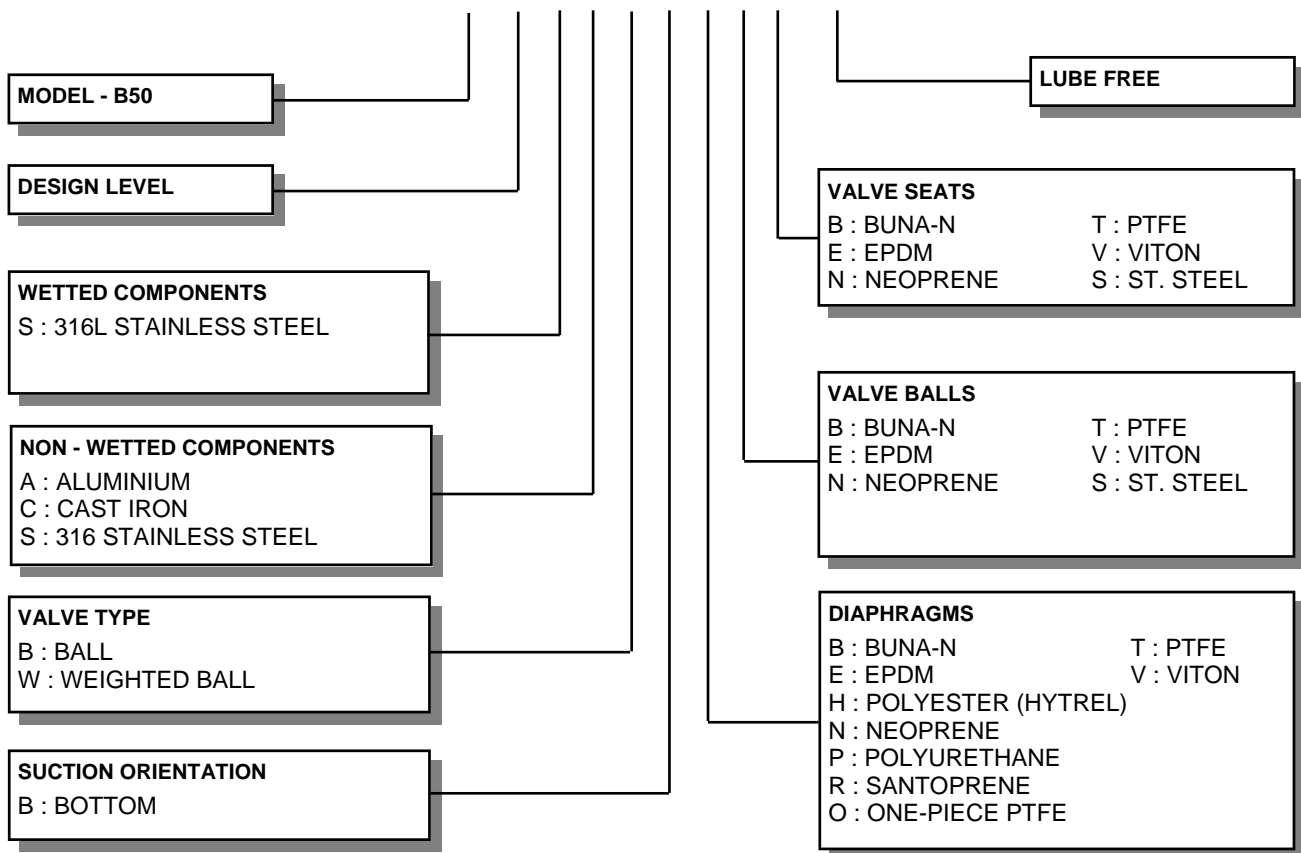 MODEL - B50
DESIGN LEVEL
WETTED COMPONENTS
S : 316L STAINLESS STEEL
NON - WETTED COMPONENTS
A : ALUMINIUM
C : CAST IRON
S : 316 STAINLESS STEEL
VALVE TYPE
B : BALL
W : WEIGHTED BALL
SUCTION ORIENTATION
B : BOTTOM
LUBE FREE
VALVE SEATS
B : BUNA-N T : PTFE
E : EPDM V : VITON
N : NEOPRENE S : ST. STEEL
VALVE BALLS
B : BUNA-N T : PTFE
E : EPDM V : VITON
N : NEOPRENE S : ST. STEEL
DIAPHRAGMS
B : BUNA-N T : PTFE
E : EPDM V : VITON
H : POLYESTER (HYTREL)
N : NEOPRENE
P : POLYURETHANE
R : SANTOPRENE
O : ONE-PIECE PTFE